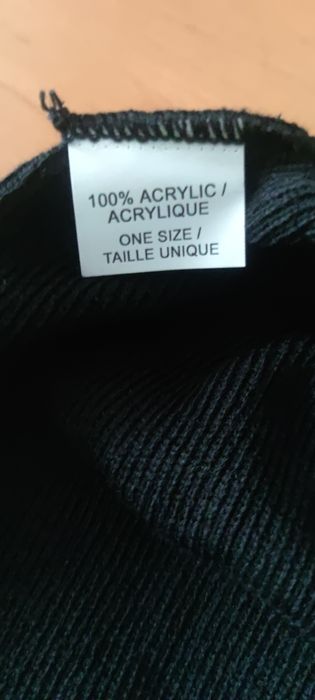 100% ACRYLIC /
ACRYLIQUE
ONE SIZE /
TAILLE UNIQUE